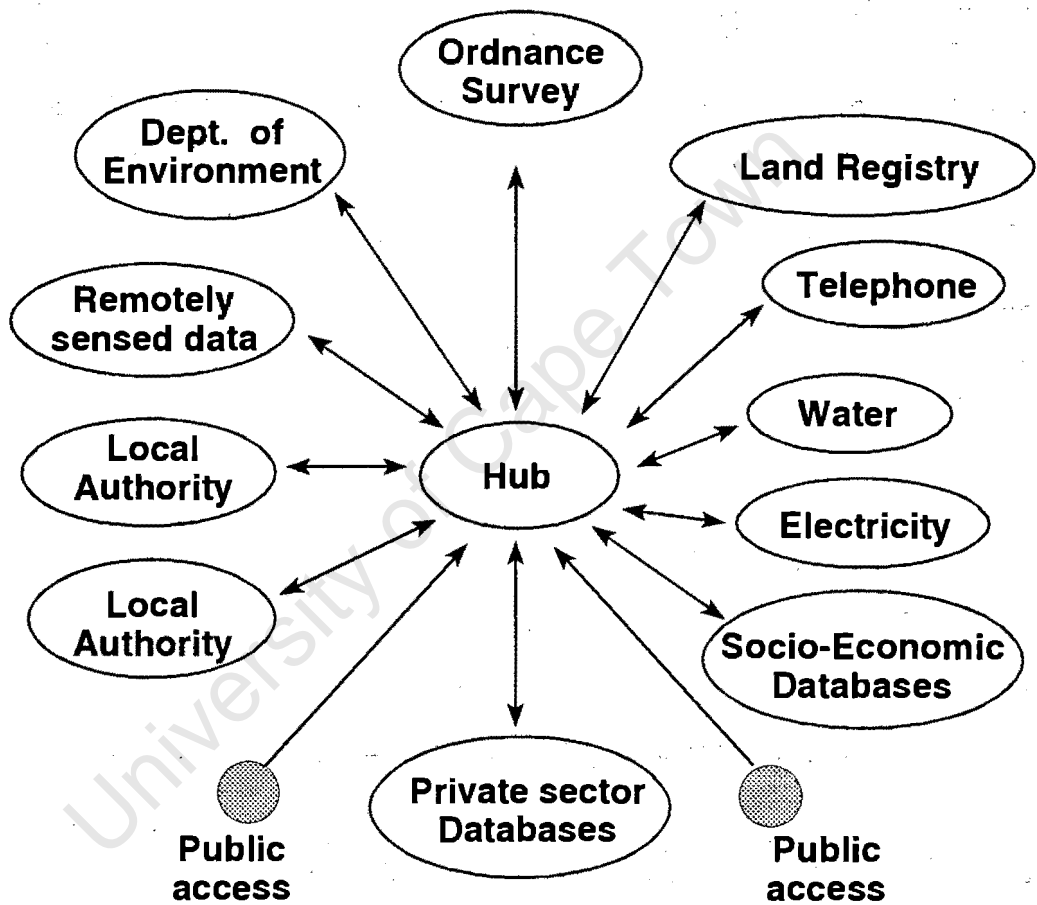 Ordnance
Survey
Dept. of
Environment
Land Registry
Remotely
sensed data
Telephone
Local
Authority
Water
Hub
Electricity
Local
Authority
Socio-Economic
Databases
Private sector
Databases
Public
access
Public
access
University of Cape Town